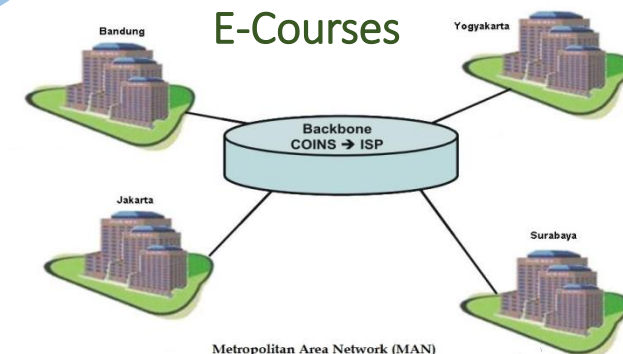 E-Courses
Bandung
Yogyakarta
Backbone
COINS → ISP
Jakarta
Surabaya
Metropolitan Area Network (MAN)